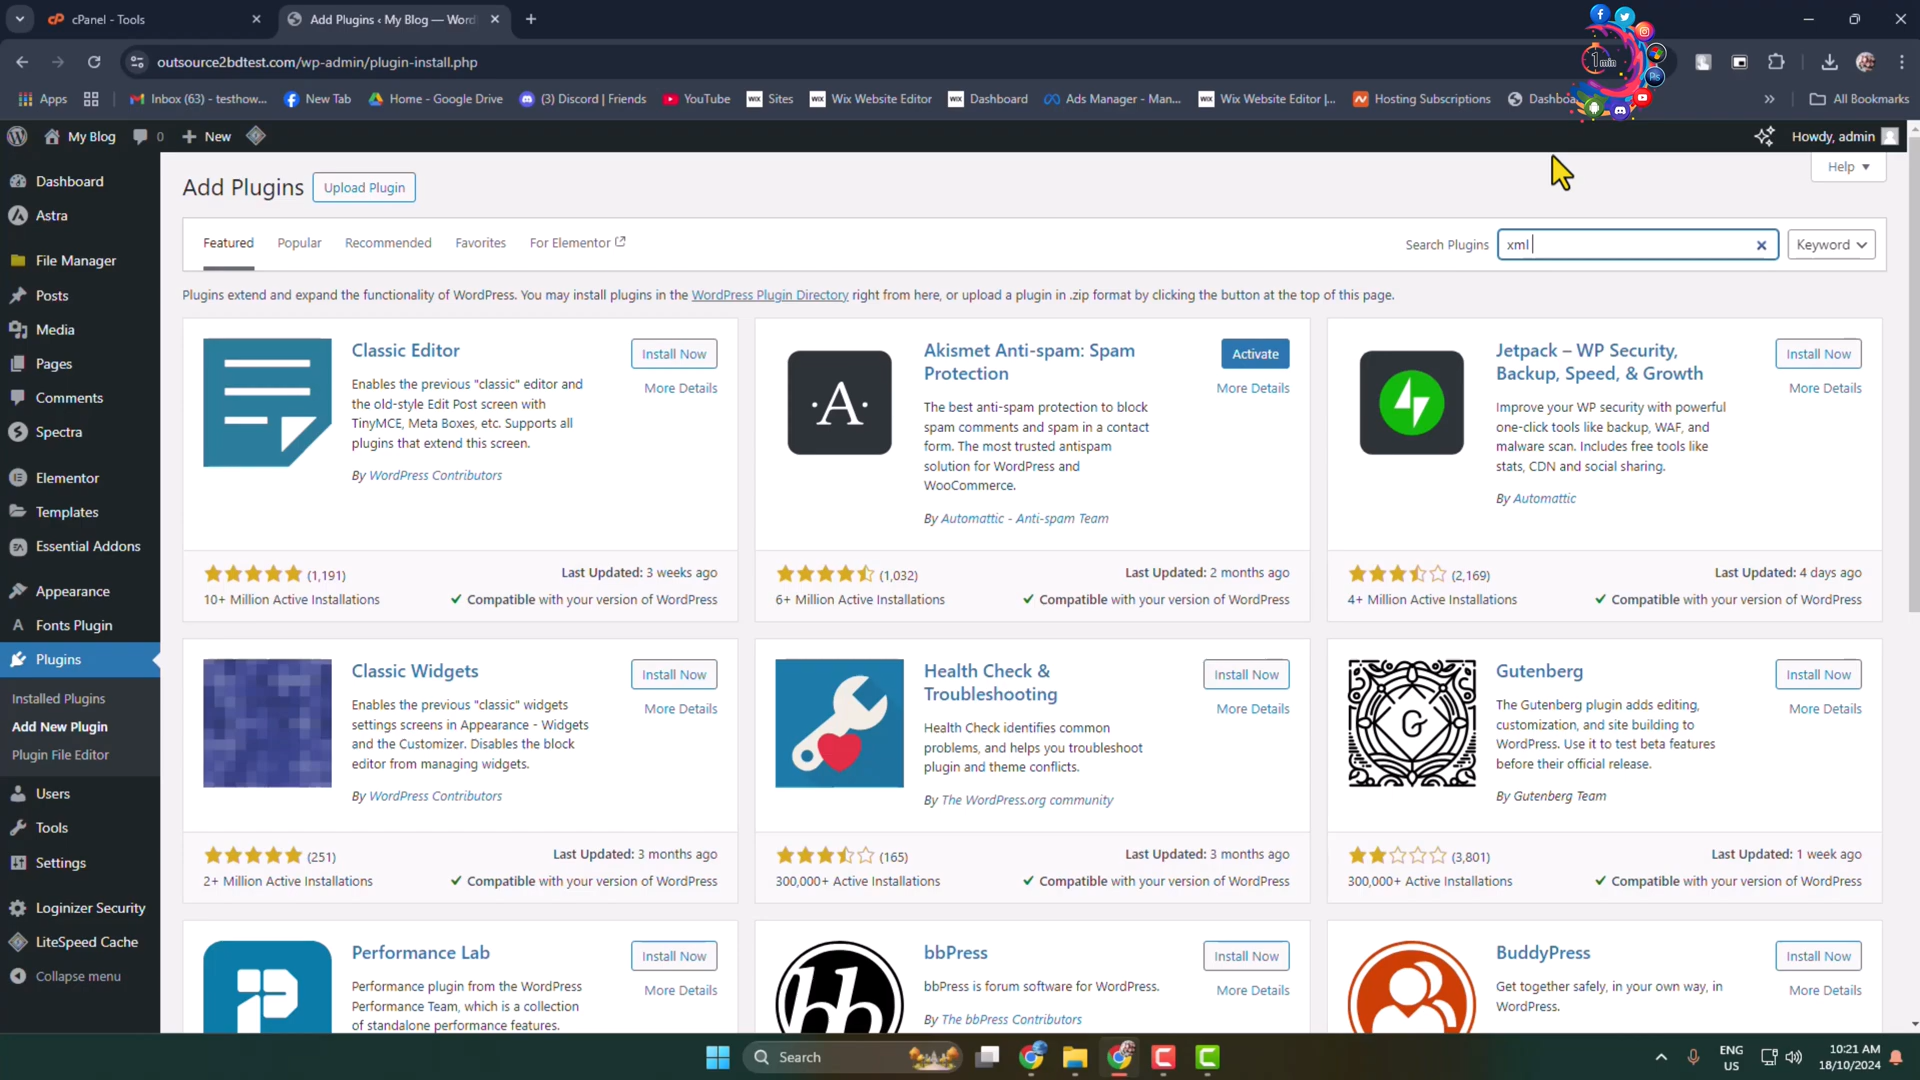 cPanel - Tools
Add Plugins ‹ My Blog — Word
outsource2bdtest.com/wp-admin/plugin-install.php
1 min
Ps
Apps
Inbox (63) - testhow...
New Tab
Home - Google Drive
(3) Discord | Friends
YouTube
WIX Sites
WIX Wix Website Editor
WIX Dashboard
Ads Manager - Man...
WIX Wix Website Editor |...
Hosting Subscriptions
All Bookmarks
My Blog
0
New
Howdy, admin
Dashboard
Astra
File Manager
Posts
Media
Pages
Comments
Spectra
Elementor
Templates
Essential Addons
Appearance
Fonts Plugin
Plugins
Installed Plugins
Add New Plugin
Plugin File Editor
Users
Tools
Settings
Loginizer Security
LiteSpeed Cache
Collapse menu
Add Plugins
Upload Plugin
Help
Featured
Popular
Recommended
Favorites
For Elementor
Search Plugins
xml
Keyword
Plugins extend and expand the functionality of WordPress. You may install plugins in the WordPress Plugin Directory right from here, or upload a plugin in .zip format by clicking the button at the top of this page.
Classic Editor
Install Now
More Details
Enables the previous "classic" editor and
the old-style Edit Post screen with
TinyMCE, Meta Boxes, etc. Supports all
plugins that extend this screen.
By WordPress Contributors
(1,191)
Last Updated: 3 weeks ago
10+ Million Active Installations
Compatible with your version of WordPress
·A·
Akismet Anti-spam: Spam
Protection
Activate
More Details
The best anti-spam protection to block
spam comments and spam in a contact
form. The most trusted antispam
solution for WordPress and
WooCommerce.
By Automattic - Anti-spam Team
(1,032)
Last Updated: 2 months ago
6+ Million Active Installations
Compatible with your version of WordPress
Jetpack – WP Security,
Backup, Speed, & Growth
Install Now
More Details
Improve your WP security with powerful
one-click tools like backup, WAF, and
malware scan. Includes free tools like
stats, CDN and social sharing.
By Automattic
(2,169)
Last Updated: 4 days ago
4+ Million Active Installations
Compatible with your version of WordPress
Classic Widgets
Install Now
More Details
Enables the previous "classic" widgets
settings screens in Appearance - Widgets
and the Customizer. Disables the block
editor from managing widgets.
By WordPress Contributors
(251)
Last Updated: 3 months ago
2+ Million Active Installations
Compatible with your version of WordPress
Health Check &
Troubleshooting
Install Now
More Details
Health Check identifies common
problems, and helps you troubleshoot
plugin and theme conflicts.
By The WordPress.org community
(165)
Last Updated: 3 months ago
300,000+ Active Installations
Compatible with your version of WordPress
G
Gutenberg
Install Now
More Details
The Gutenberg plugin adds editing,
customization, and site building to
WordPress. Use it to test beta features
before their official release.
By Gutenberg Team
(3,801)
Last Updated: 1 week ago
300,000+ Active Installations
Compatible with your version of WordPress
Performance Lab
Install Now
More Details
Performance plugin from the WordPress
Performance Team, which is a collection
of standalone performance features.
bb
bbPress
Install Now
More Details
bbPress is forum software for WordPress.
By The bbPress Contributors
BuddyPress
Install Now
More Details
Get together safely, in your own way, in
WordPress.
Search
ENG
US
10:21 AM
18/10/2024